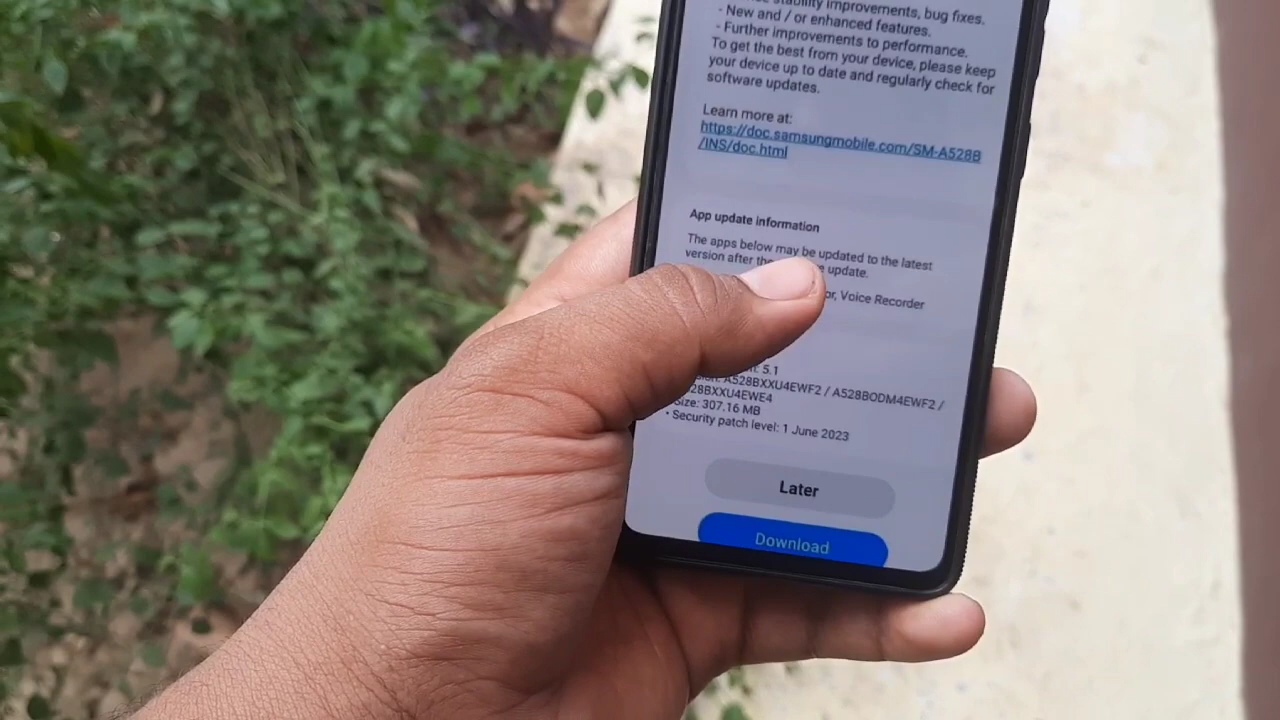 stability improvements, bug fixes.
- New and / or enhanced features.
- Further improvements to performance.
To get the best from your device, please keep
your device up to date and regularly check for
software updates.
Learn more at:
https://doc.samsungmobile.com/SM-A528B
/INS/doc.html
App update information
The apps below may be updated to the latest
version after update.
Voice Recorder
5.1
A528BXXU4EWF2 / A528BODM4EWF2 /
28BXXU4EWE4
Size: 307.16 MB
• Security patch level: 1 June 2023
Later
Download